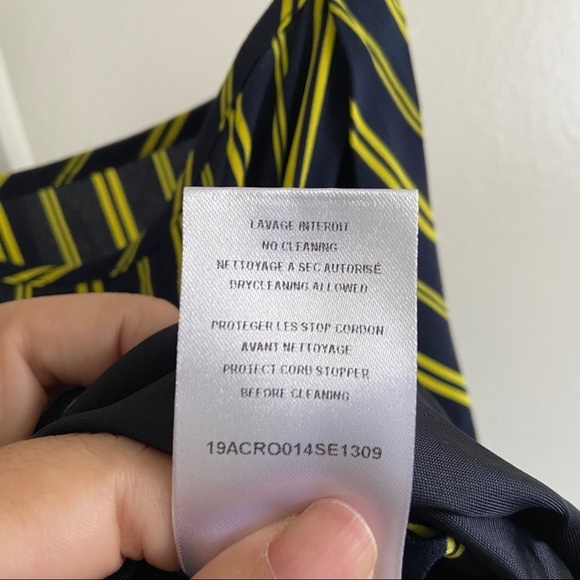 LAVAGE INTERDIT
NO CLEANING
NETTOYAGE A SEC AUTORISÉ
DRYCLEANING ALLOWED
PROTEGER LES STOP CORDON
AVANT NETTOYAGE
PROTECT CORD STOPPER
BEFORE CLEANING
19ACRO014SE1309